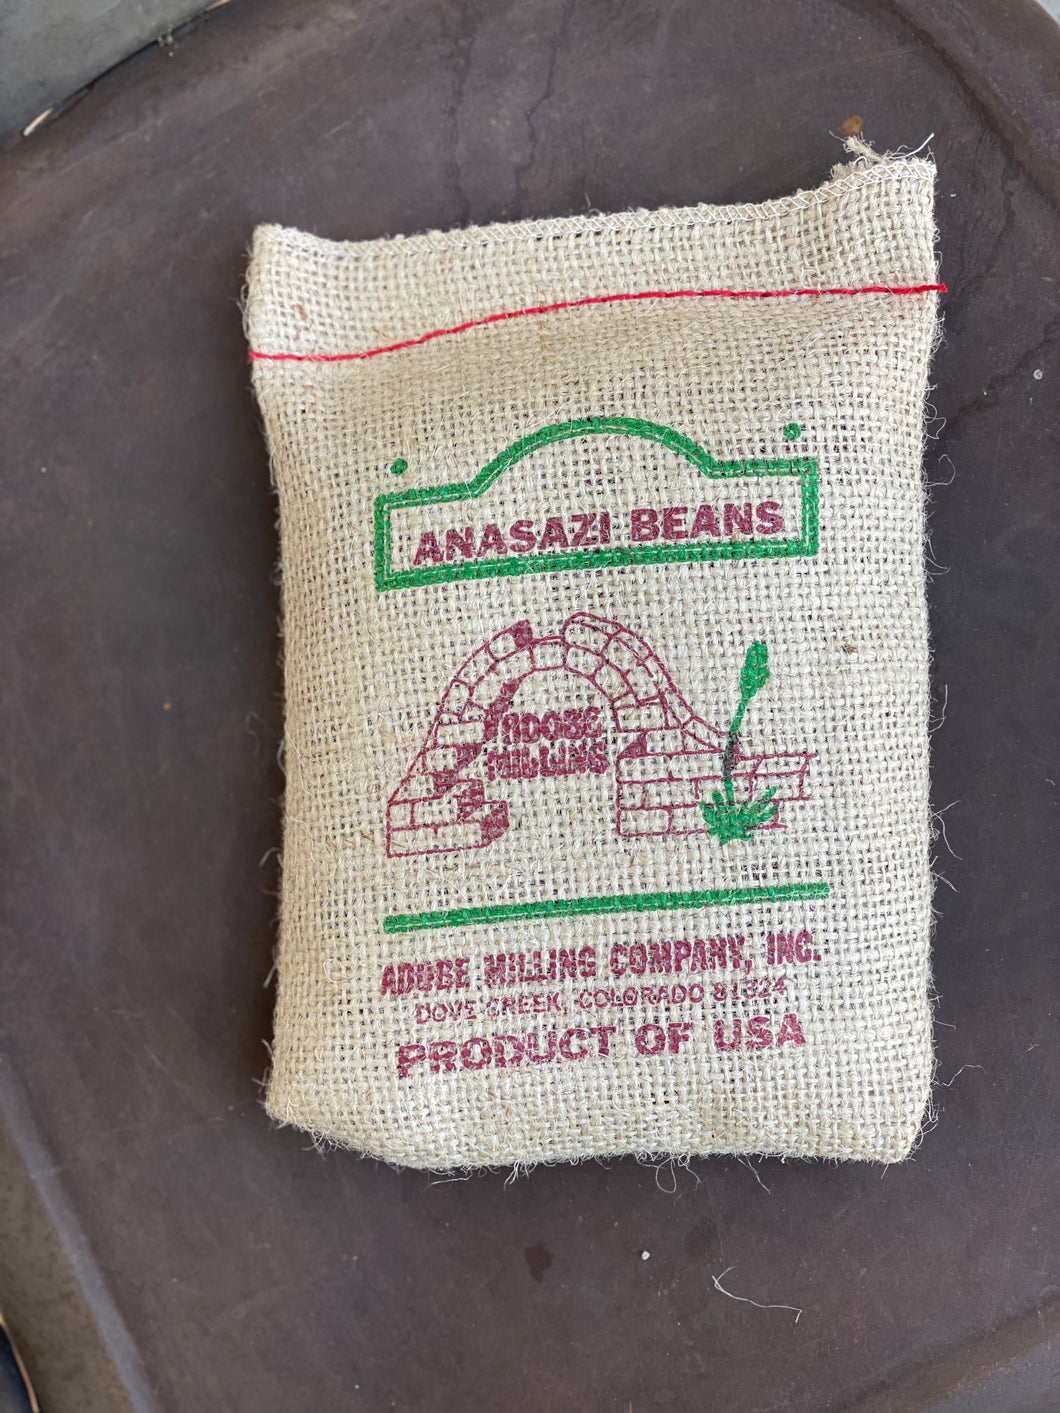 ANASAZI BEANS
ADOBE
MILLING
ADOBE MILLING COMPANY, INC.
DOVE CREEK, COLORADO 81324
PRODUCT OF USA